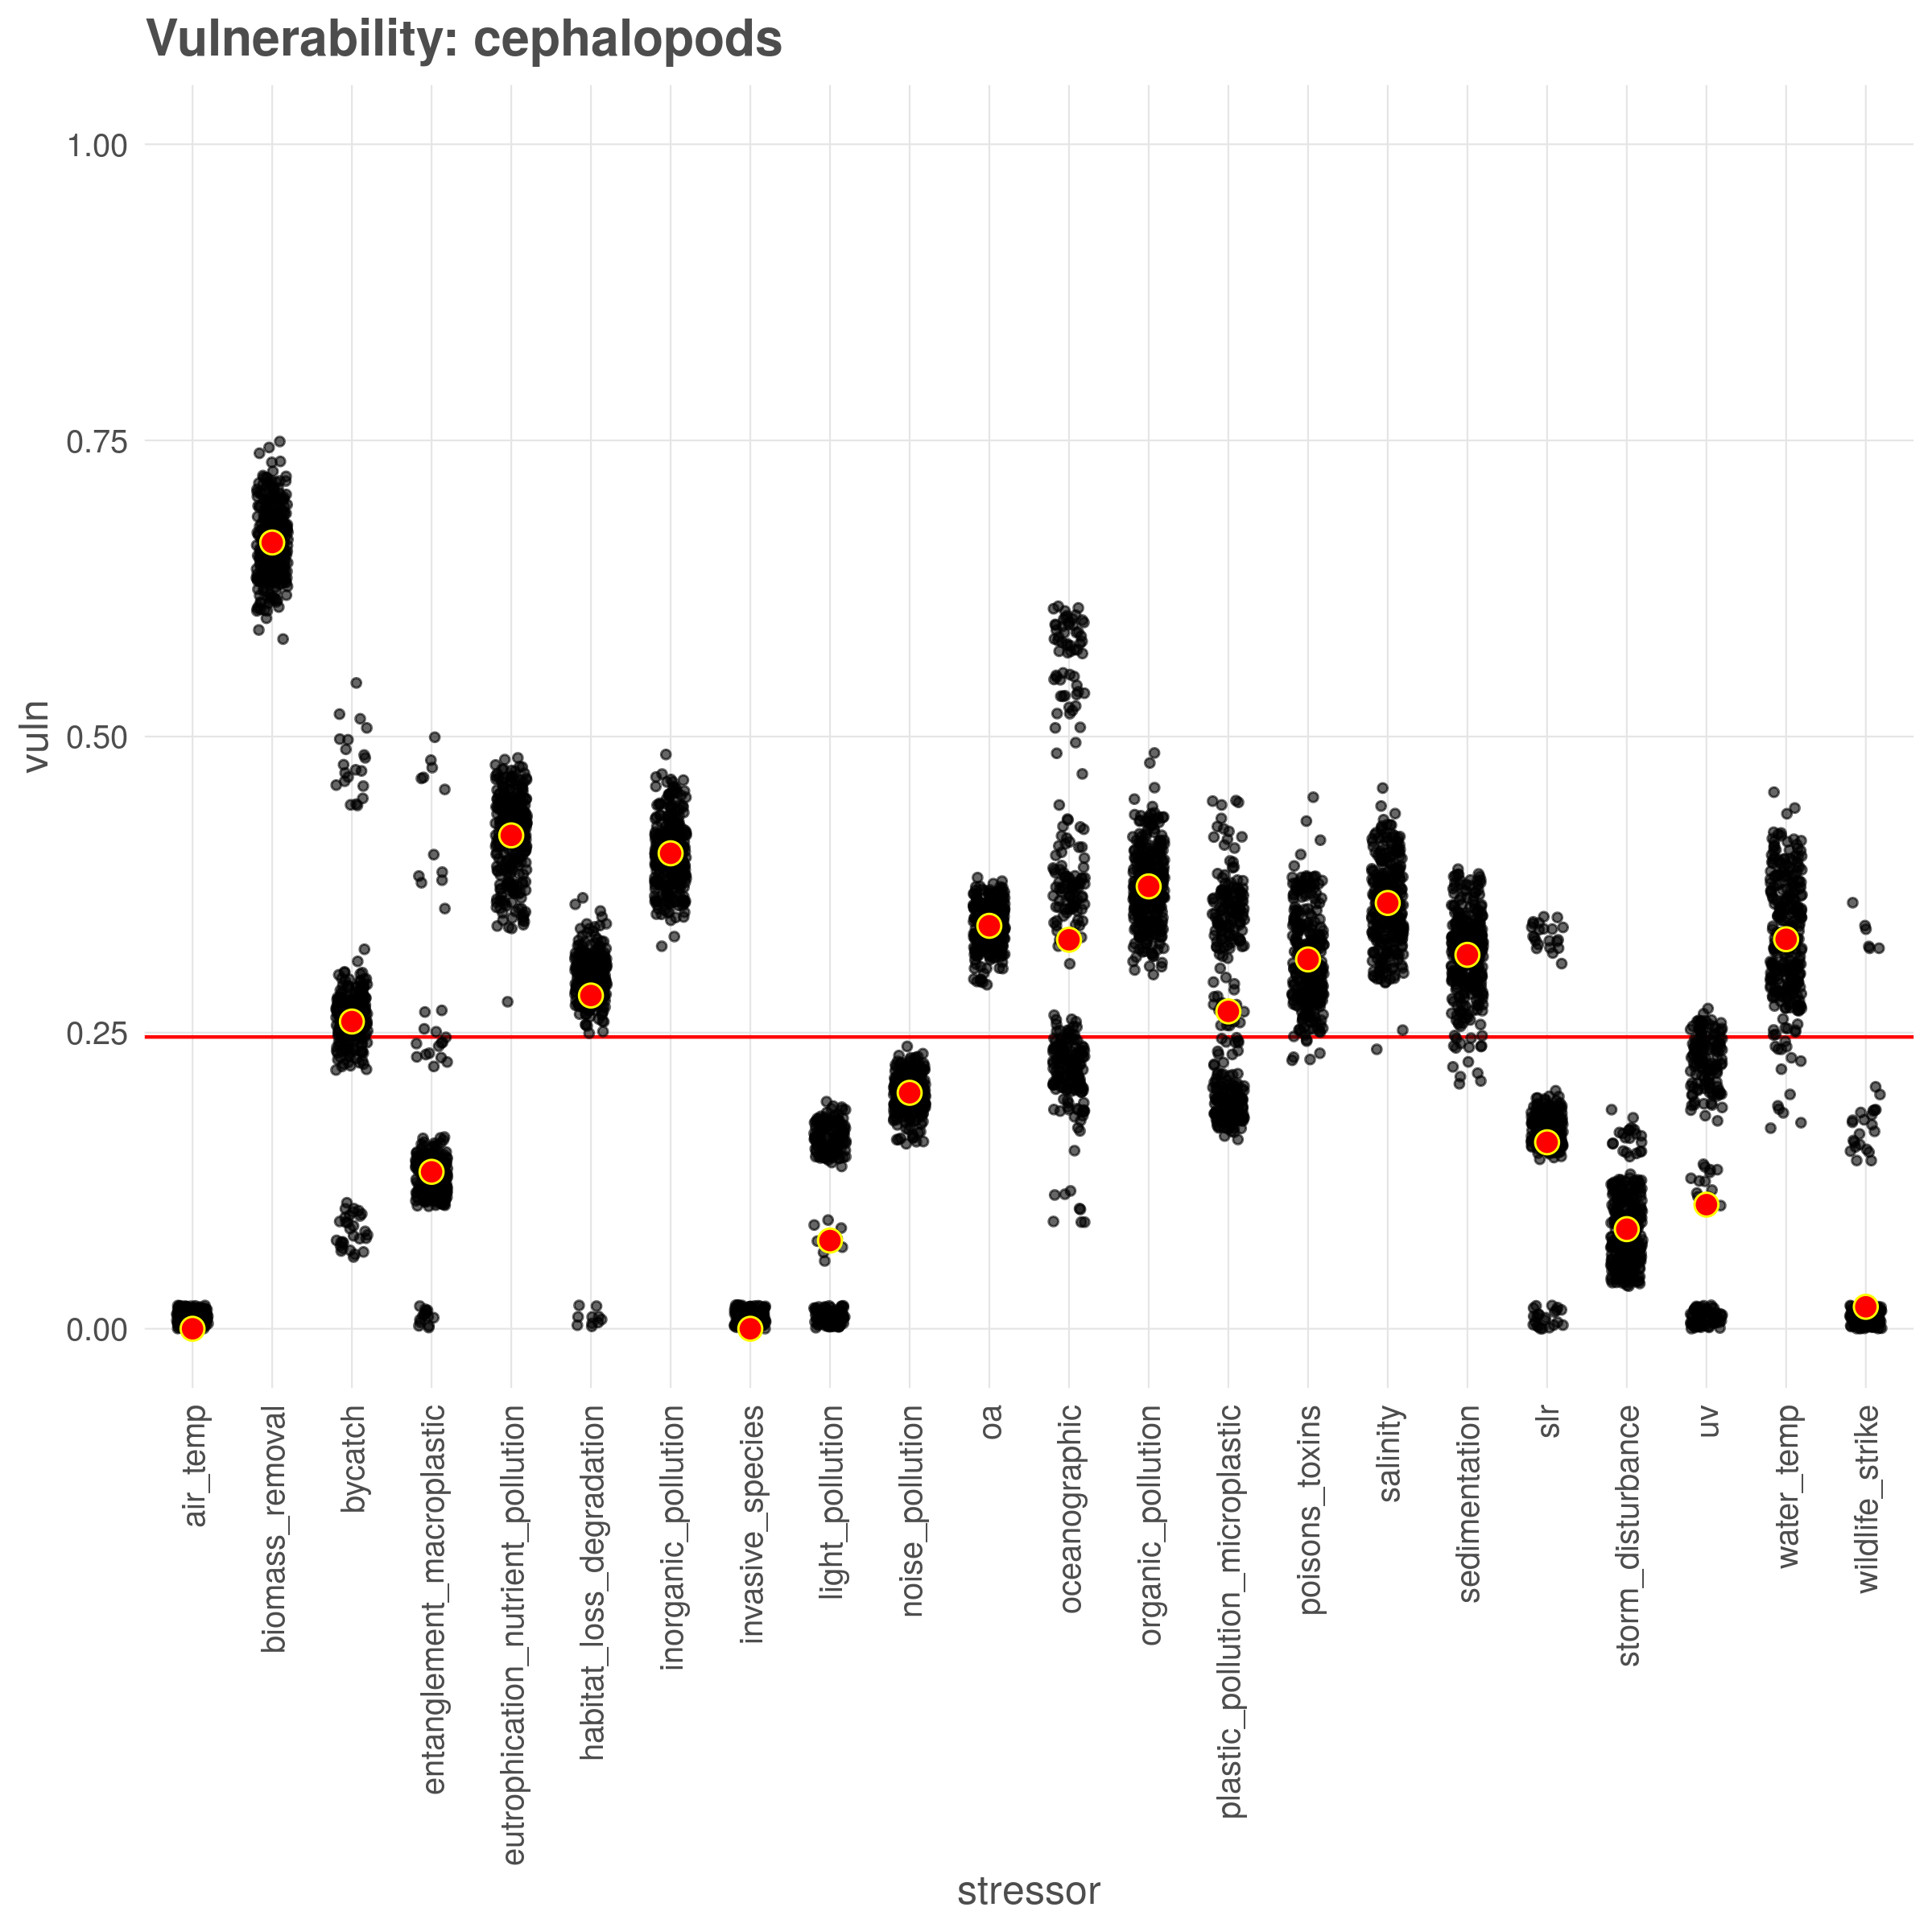 Vulnerability: cephalopods
1.00
0.75
0.50
0.25
0.00
vuln
air_temp
biomass_removal
bycatch
entanglement_macroplastic
eutrophication_nutrient_pollution
habitat_loss_degradation
inorganic_pollution
invasive_species
light_pollution
noise_pollution
oa
oceanographic
organic_pollution
plastic_pollution_microplastic
poisons_toxins
salinity
sedimentation
slr
storm_disturbance
uv
water_temp
wildlife_strike
stressor